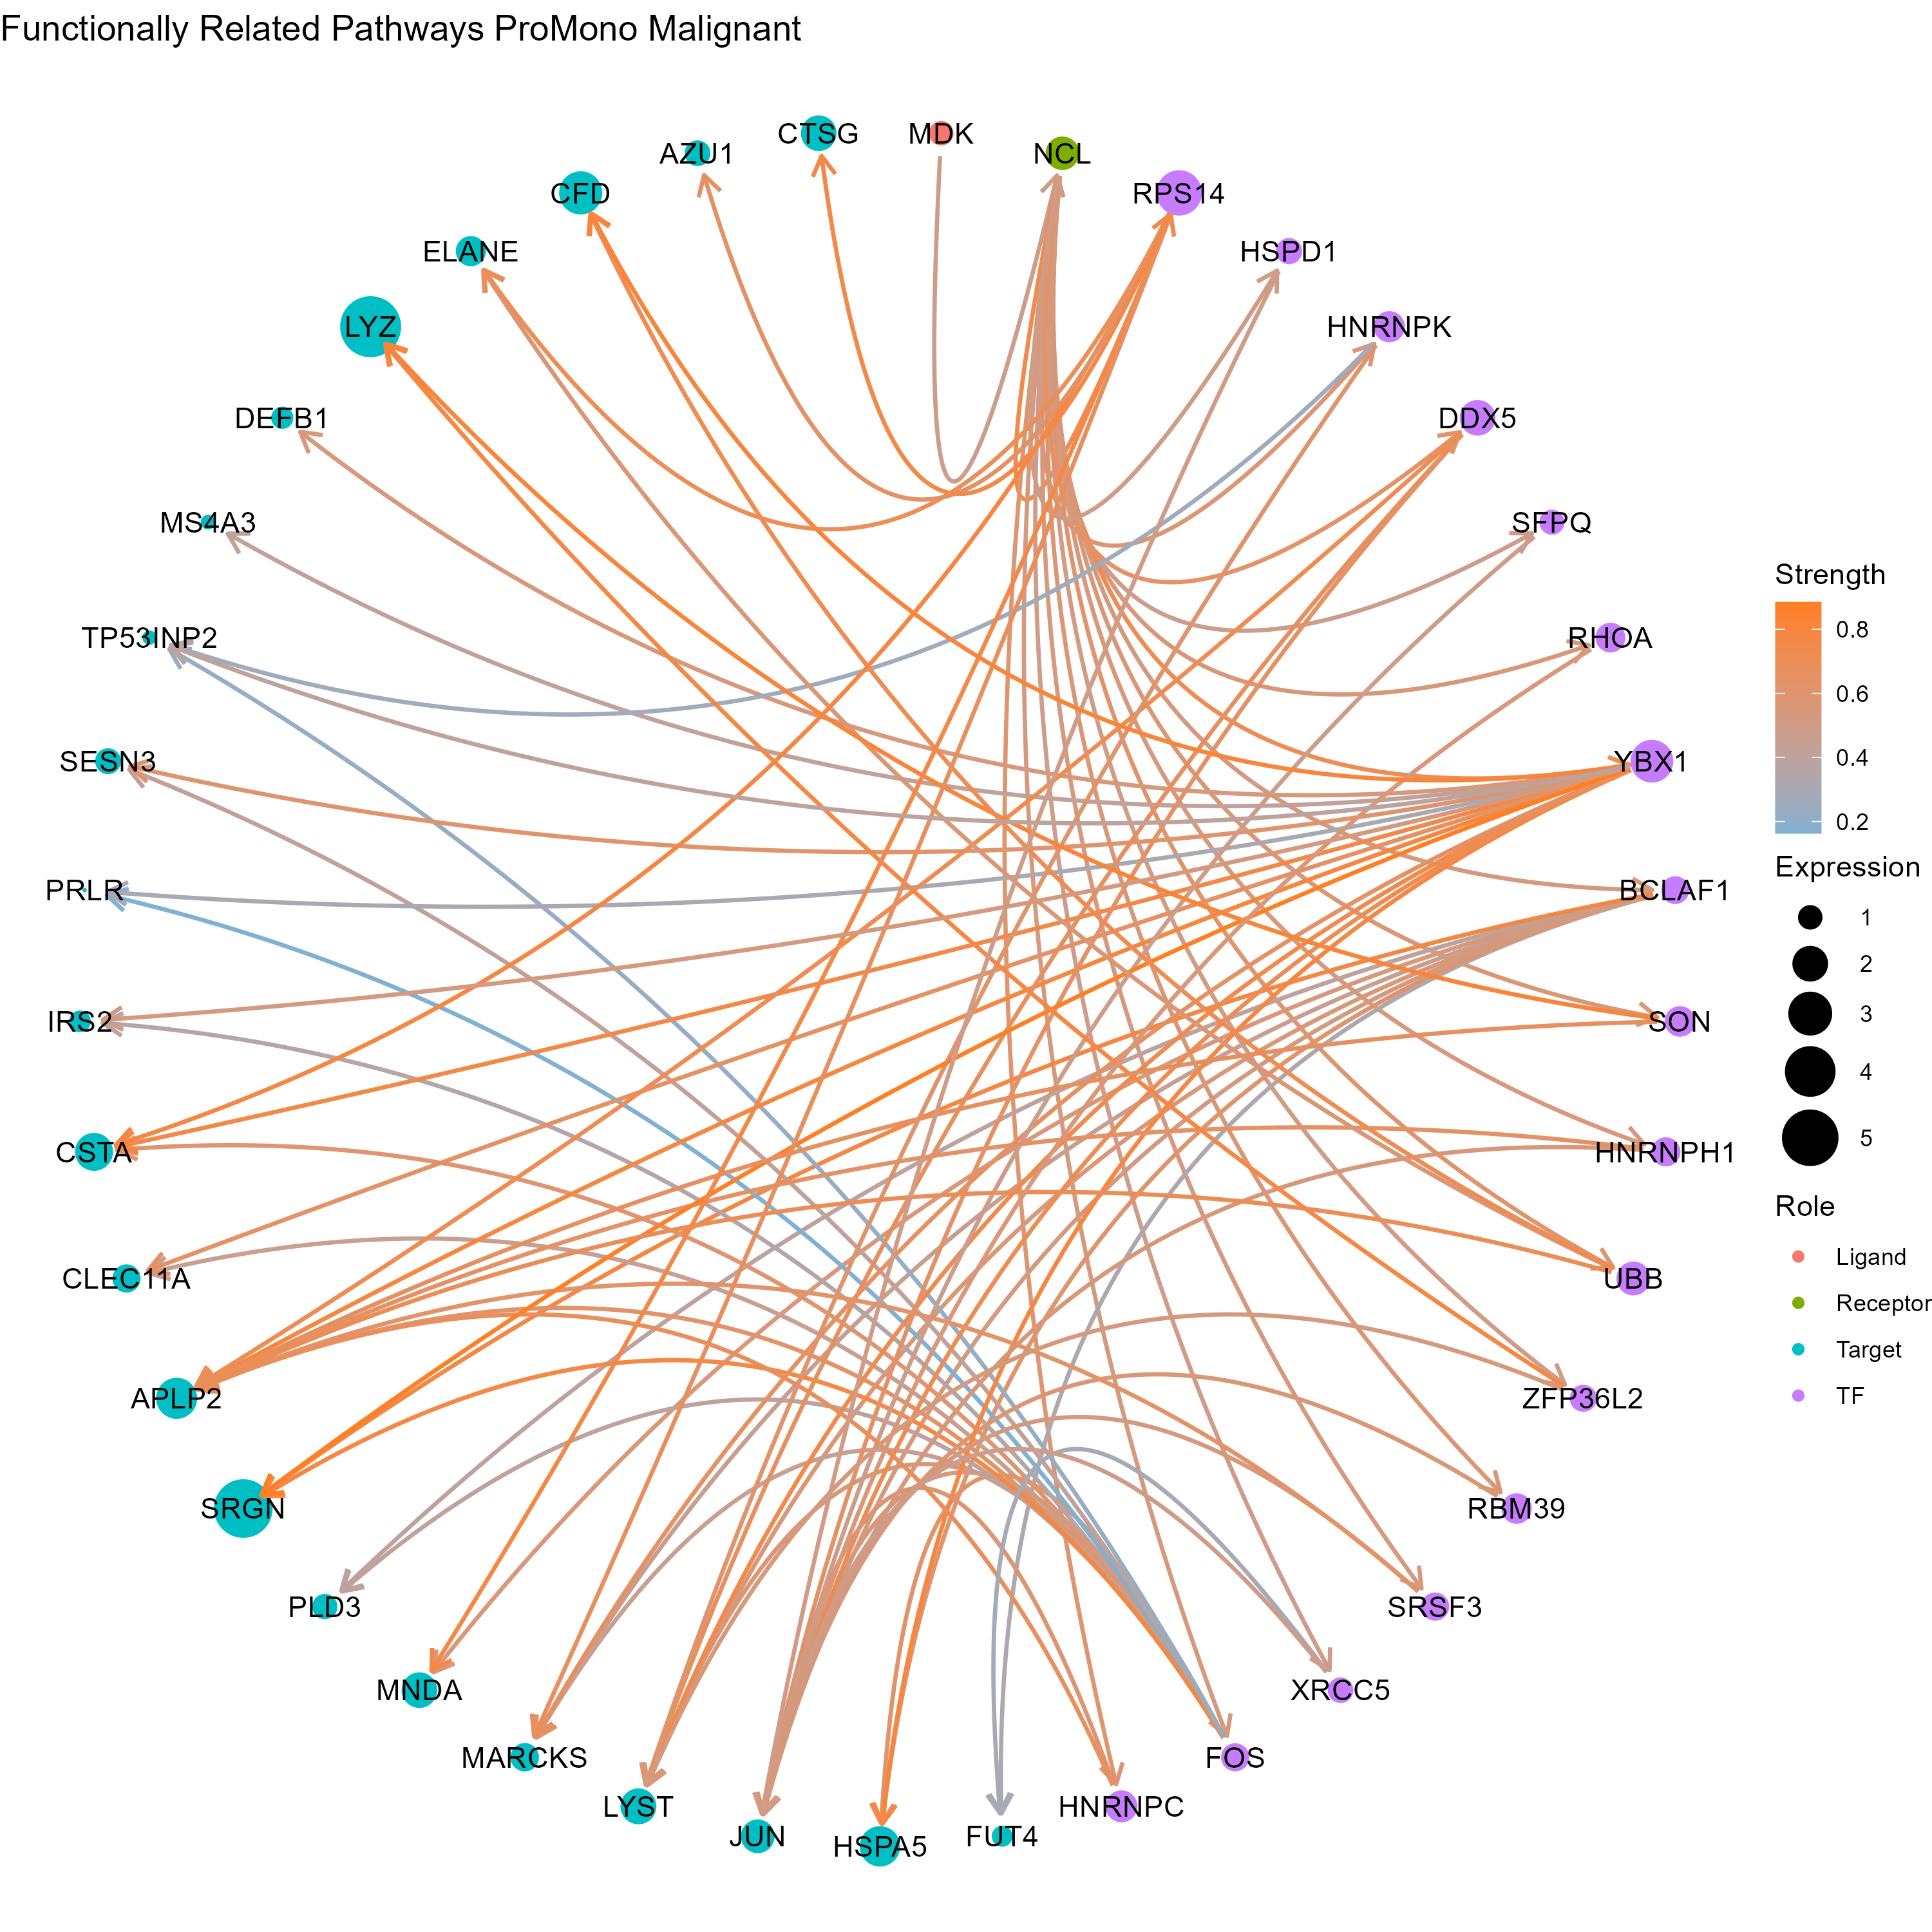 Functionally Related Pathways ProMono Malignant
MDK
CTSG
NCL
AZU1
CFD
RPS14
ELANE
HSPD1
LYZ
HNRNPK
DEFB1
DDX5
MS4A3
SFPQ
TP53INP2
RHOA
SESN3
YBX1
PRLR
BCLAF1
IRS2
SON
CSTA
HNRNPH1
CLEC11A
UBB
APLP2
ZFP36L2
SRGN
RBM39
PLD3
SRSF3
MNDA
XRCC5
MARCKS
FOS
LYST
HNRNPC
JUN
HSPA5
FUT4
Strength
0.8
0.6
0.4
0.2
Expression
1
2
3
4
5
Role
Ligand
Receptor
Target
TF